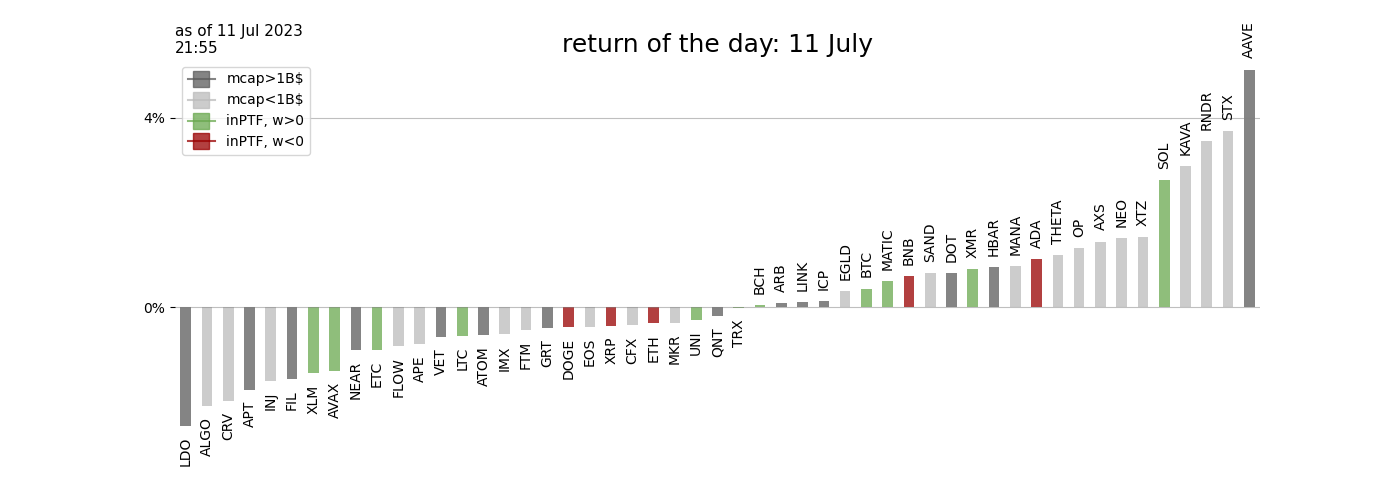 as of 11 Jul 2023
21:55
return of the day: 11 July
mcap>1B$
mcap<1B$
inPTF, w>0
inPTF, w<0
4%
0%
LDO
ALGO
CRV
APT
INJ
FIL
XLM
AVAX
NEAR
ETC
FLOW
APE
VET
LTC
ATOM
IMX
FTM
GRT
DOGE
EOS
XRP
CFX
ETH
MKR
UNI
QNT
TRX
BCH
ARB
LINK
ICP
EGLD
BTC
MATIC
BNB
SAND
DOT
XMR
HBAR
MANA
ADA
THETA
OP
AXS
NEO
XTZ
SOL
KAVA
RNDR
STX
AAVE